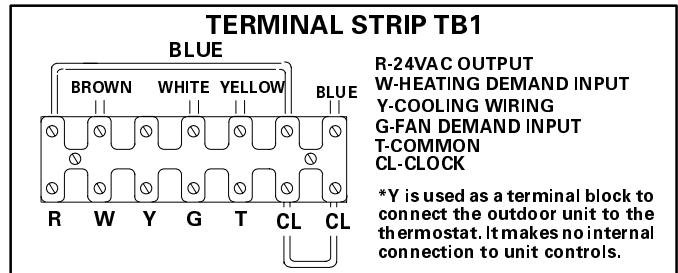 TERMINAL STRIP TB1
BLUE
BROWN WHITE YELLOW BLUE
R W Y G T CL CL
R-24VAC OUTPUT
W-HEATING DEMAND INPUT
Y-COOLING WIRING
G-FAN DEMAND INPUT
T-COMMON
CL-CLOCK
*Y is used as a terminal block to
connect the outdoor unit to the
thermostat. It makes no internal
connection to unit controls.